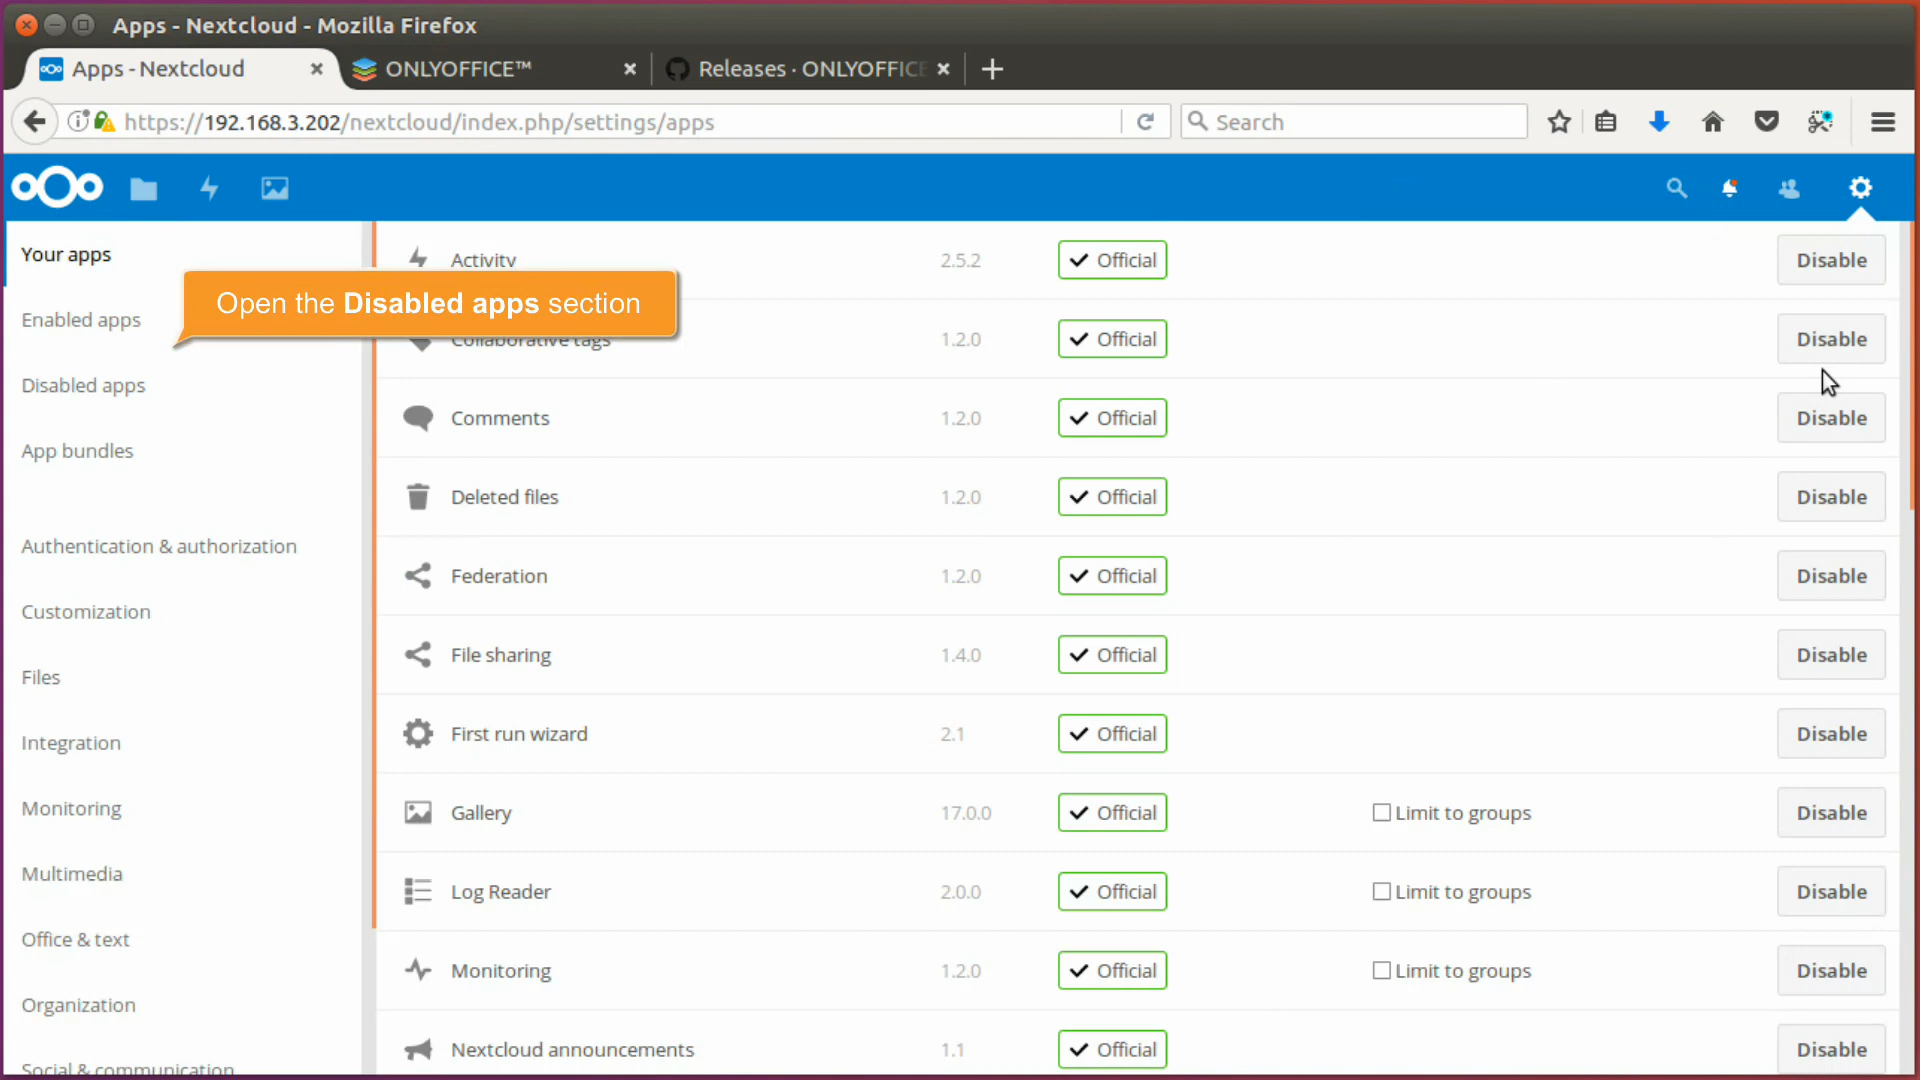 Apps - Nextcloud - Mozilla Firefox
Apps - Nextcloud
ONLYOFFICE™
Releases · ONLYOFFICE
https://192.168.3.202/nextcloud/index.php/settings/apps
Search
Your apps
Enabled apps
Disabled apps
App bundles
Authentication & authorization
Customization
Files
Integration
Monitoring
Multimedia
Office & text
Organization
Social & communication
Open the Disabled apps section
Activity 2.5.2 Official Disable
Collaborative tags 1.2.0 Official Disable
Comments 1.2.0 Official Disable
Deleted files 1.2.0 Official Disable
Federation 1.2.0 Official Disable
File sharing 1.4.0 Official Disable
First run wizard 2.1 Official Disable
Gallery 17.0.0 Official Limit to groups Disable
Log Reader 2.0.0 Official Limit to groups Disable
Monitoring 1.2.0 Official Limit to groups Disable
Nextcloud announcements 1.1 Official Disable